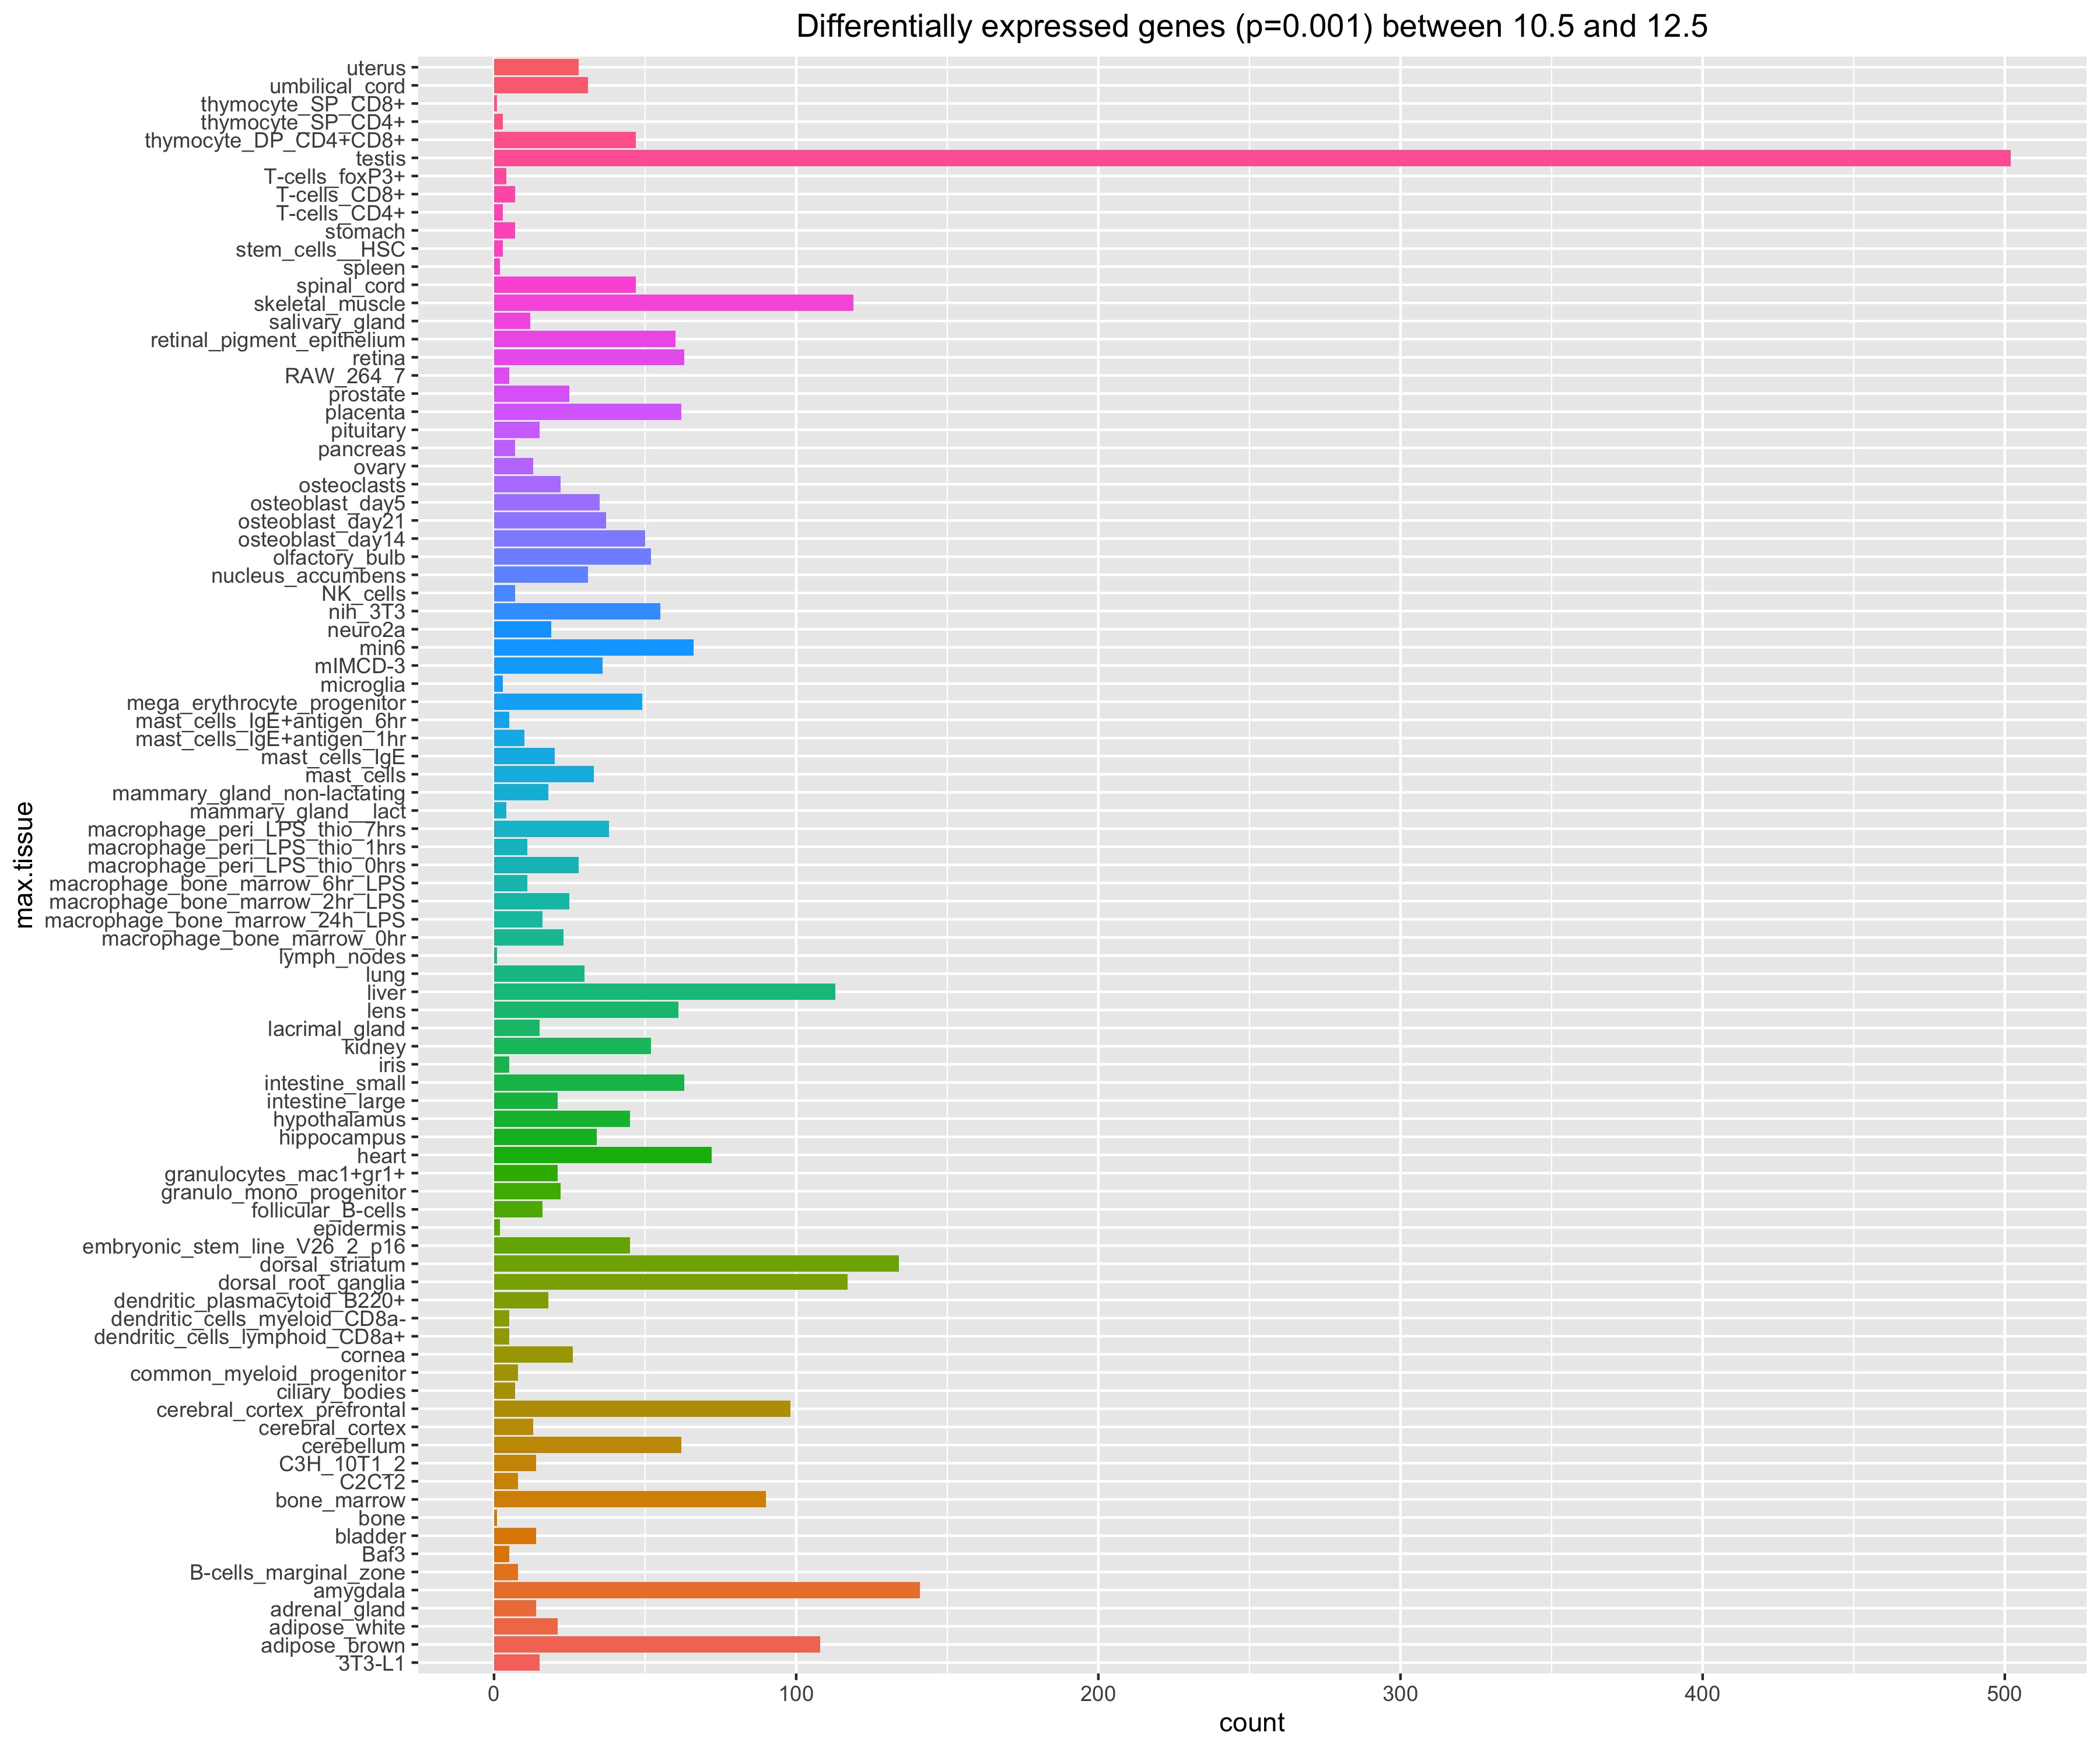 Differentially expressed genes (p=0.001) between 10.5 and 12.5
uterus
umbilical_cord
thymocyte_SP_CD8+
thymocyte_SP_CD4+
thymocyte_DP_CD4+CD8+
testis
T-cells_foxP3+
T-cells_CD8+
T-cells_CD4+
stomach
stem_cells__HSC
spleen
spinal_cord
skeletal_muscle
salivary_gland
retinal_pigment_epithelium
retina
RAW_264_7
prostate
placenta
pituitary
pancreas
ovary
osteoclasts
osteoblast_day5
osteoblast_day21
osteoblast_day14
olfactory_bulb
nucleus_accumbens
NK_cells
nih_3T3
neuro2a
min6
mIMCD-3
microglia
mega_erythrocyte_progenitor
mast_cells_IgE+antigen_6hr
mast_cells_IgE+antigen_1hr
mast_cells_IgE
mast_cells
mammary_gland_non-lactating
mammary_gland__lact
macrophage_peri_LPS_thio_7hrs
macrophage_peri_LPS_thio_1hrs
macrophage_peri_LPS_thio_0hrs
macrophage_bone_marrow_6hr_LPS
macrophage_bone_marrow_2hr_LPS
macrophage_bone_marrow_24h_LPS
macrophage_bone_marrow_0hr
lymph_nodes
lung
liver
lens
lacrimal_gland
kidney
iris
intestine_small
intestine_large
hypothalamus
hippocampus
heart
granulocytes_mac1+gr1+
granulo_mono_progenitor
follicular_B-cells
epidermis
embryonic_stem_line_V26_2_p16
dorsal_striatum
dorsal_root_ganglia
dendritic_plasmacytoid_B220+
dendritic_cells_myeloid_CD8a-
dendritic_cells_lymphoid_CD8a+
cornea
common_myeloid_progenitor
ciliary_bodies
cerebral_cortex_prefrontal
cerebral_cortex
cerebellum
C3H_10T1_2
C2C12
bone_marrow
bone
bladder
Baf3
B-cells_marginal_zone
amygdala
adrenal_gland
adipose_white
adipose_brown
3T3-L1
max.tissue
0 100 200 300 400 500
count